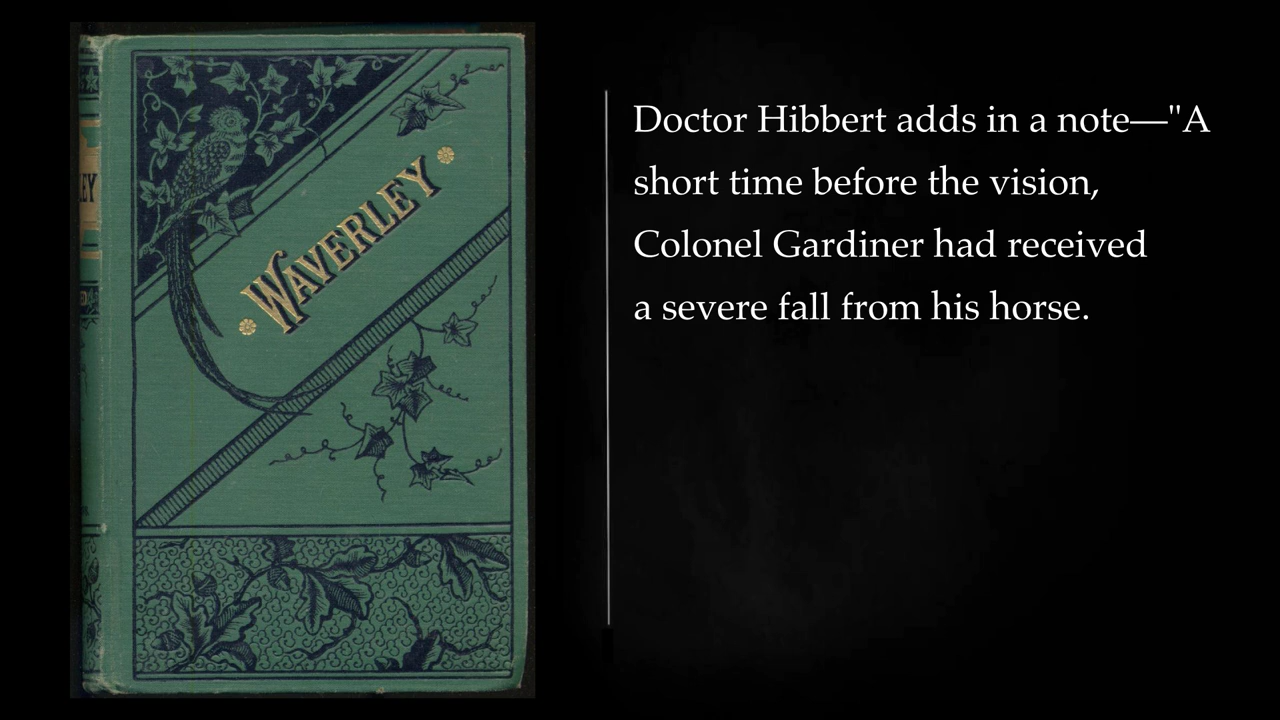 WAVERLEY
LEY
Doctor Hibbert adds in a note—"A
short time before the vision,
Colonel Gardiner had received
a severe fall from his horse.